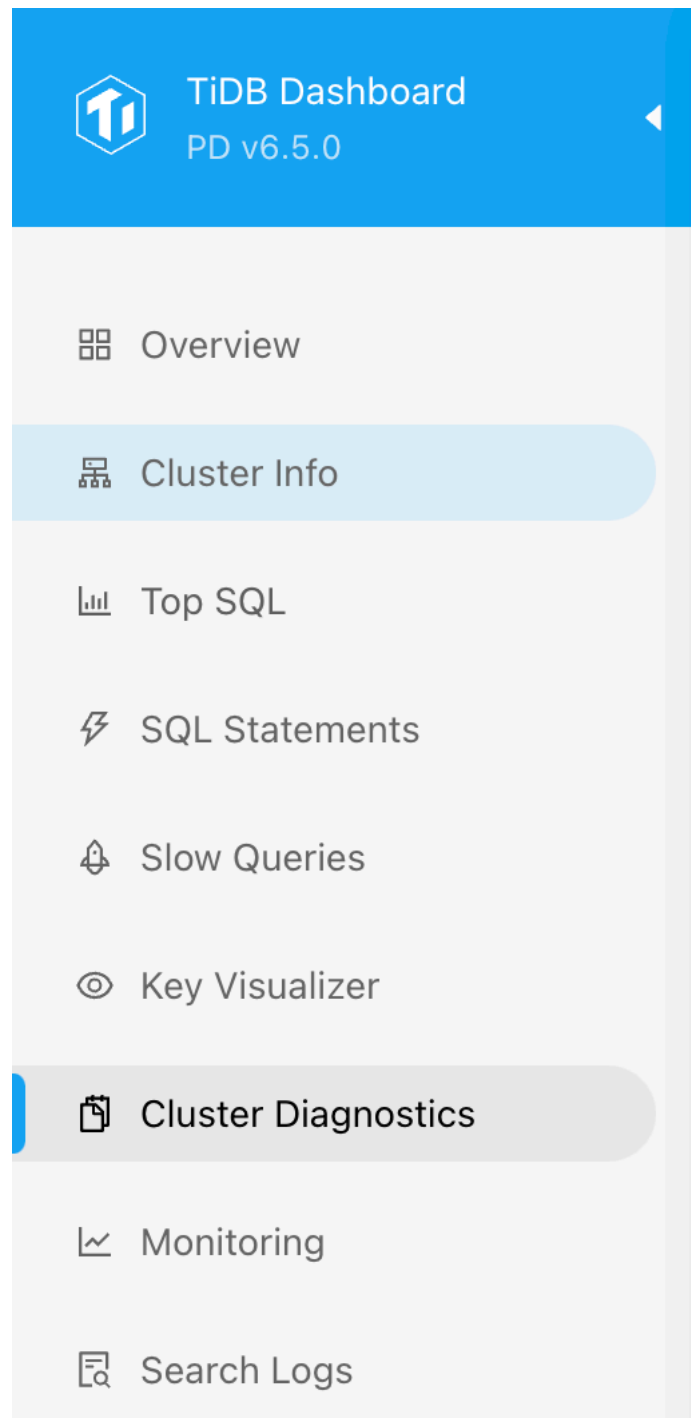 TiDB Dashboard
PD v6.5.0
Overview
Cluster Info
Top SQL
SQL Statements
Slow Queries
Key Visualizer
Cluster Diagnostics
Monitoring
Search Logs